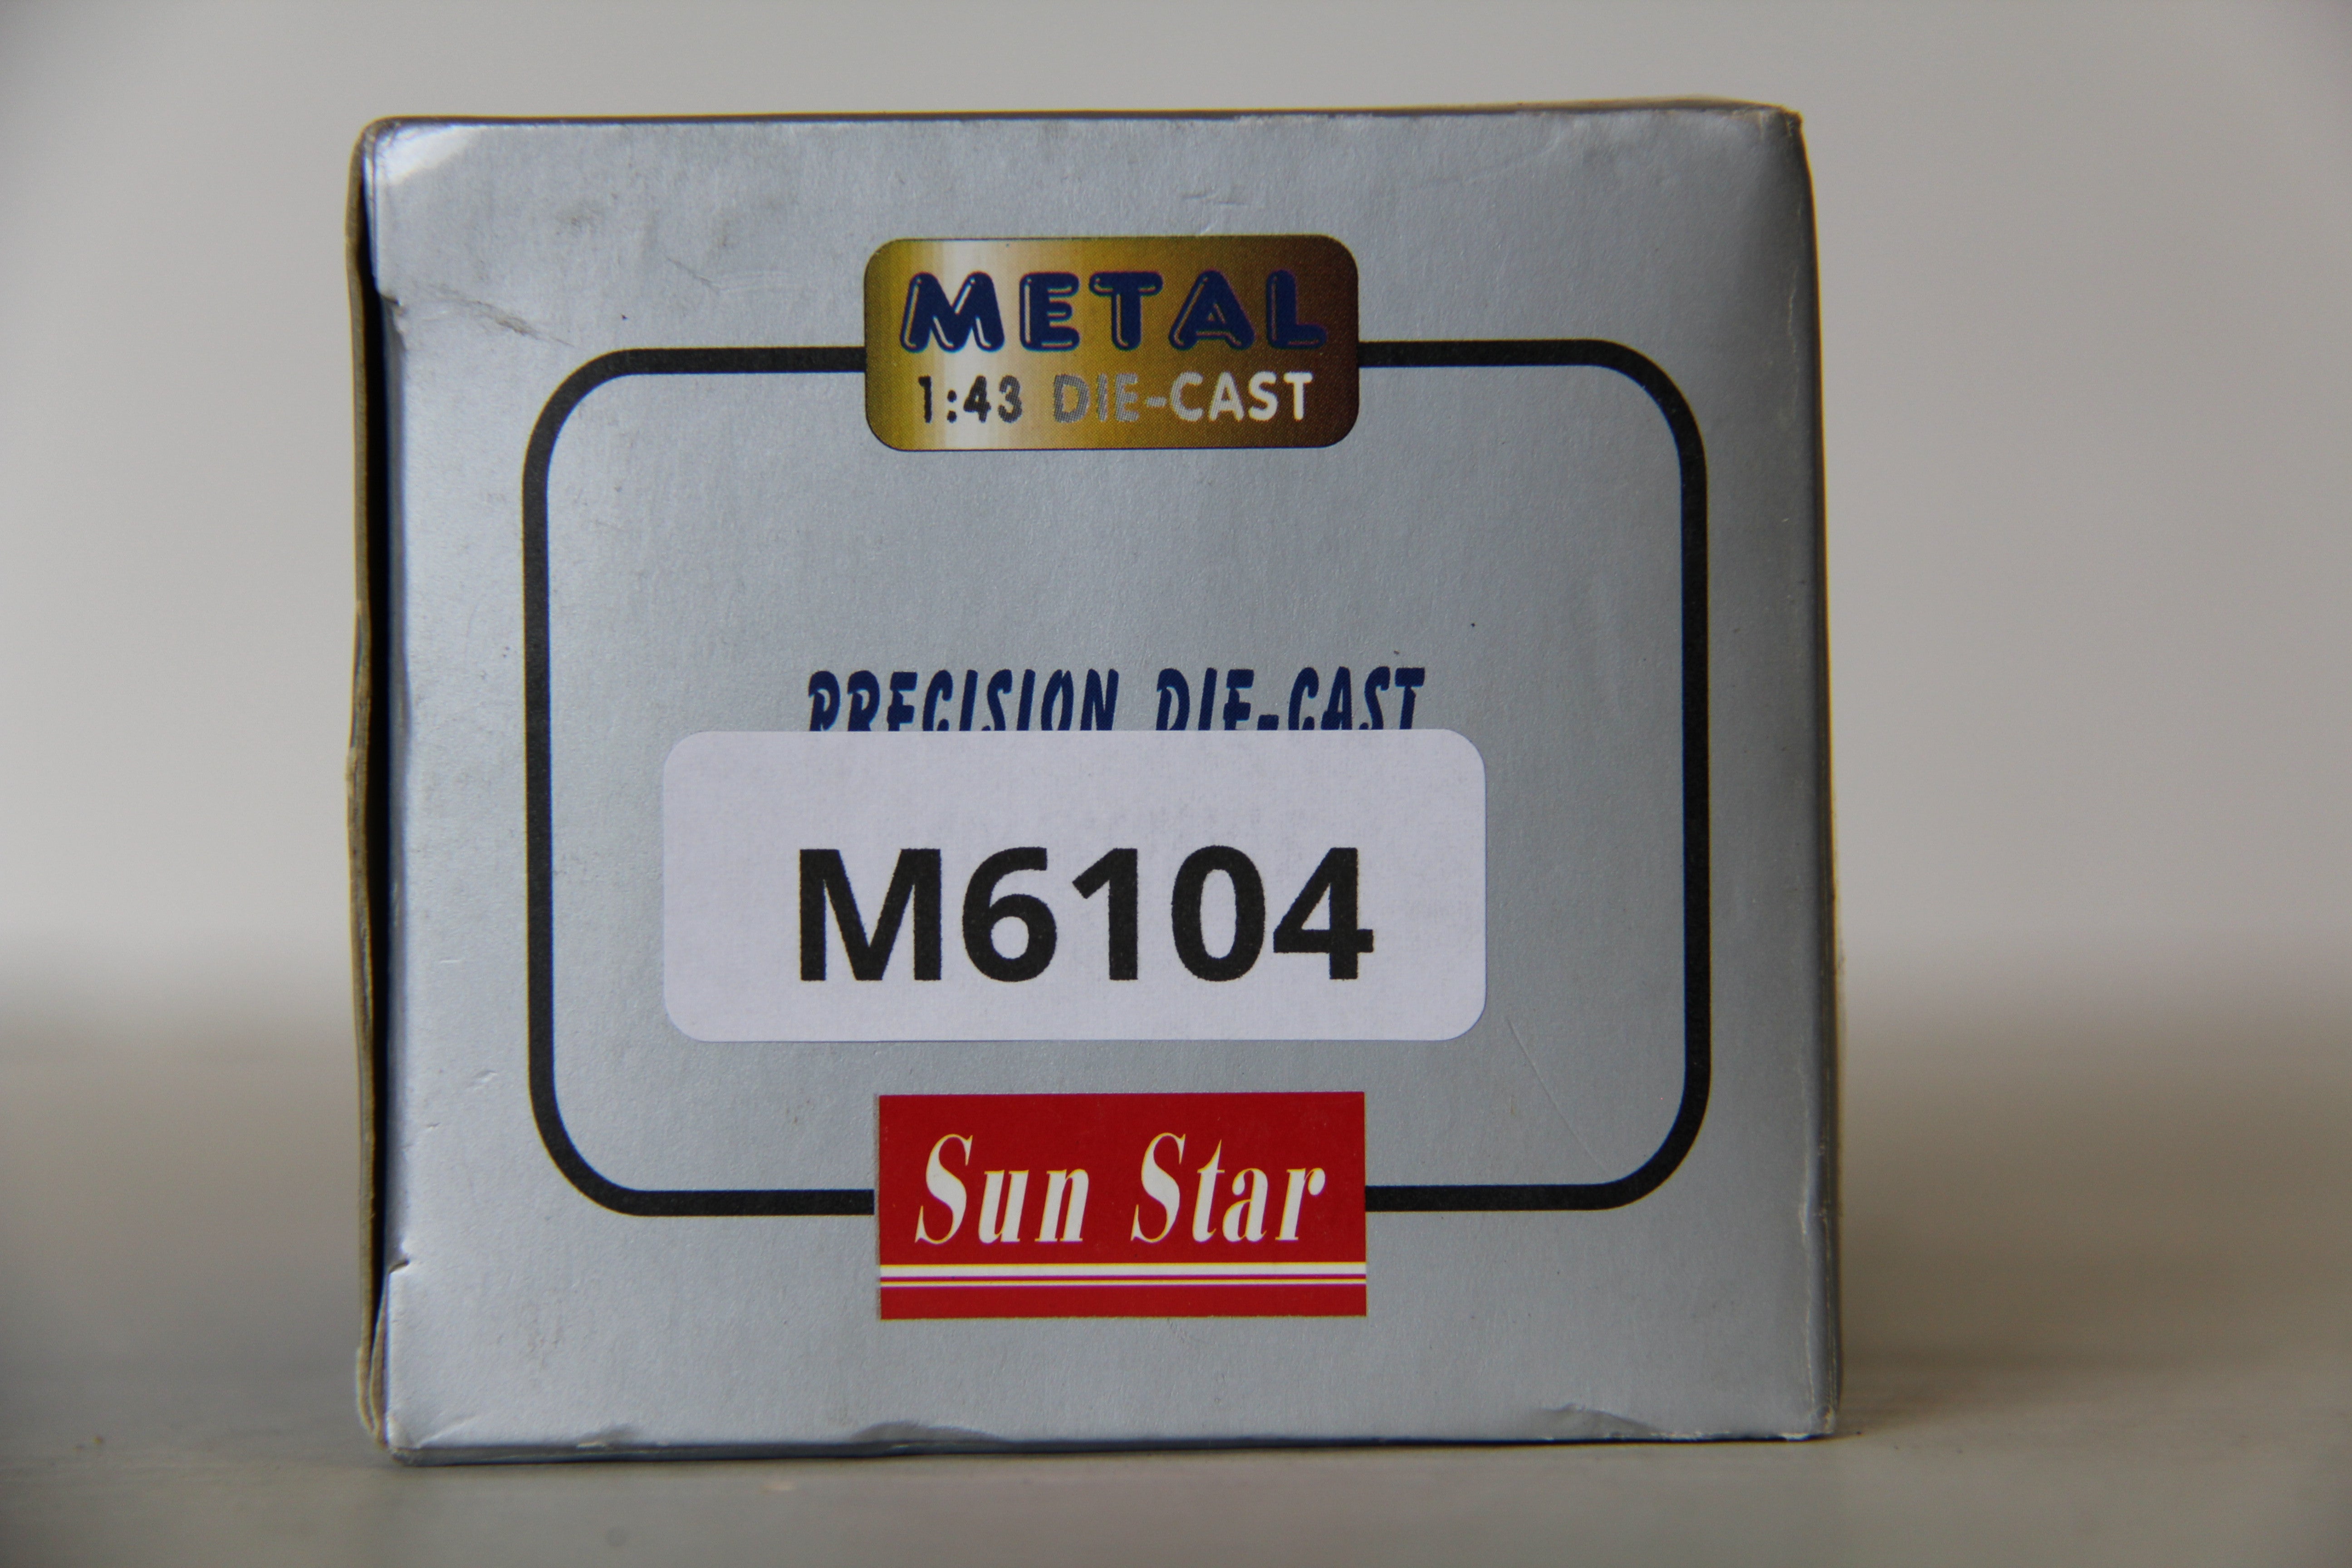 METAL
1:43 DIE-CAST
PRECISION DIE-CAST
M6104
Sun Star